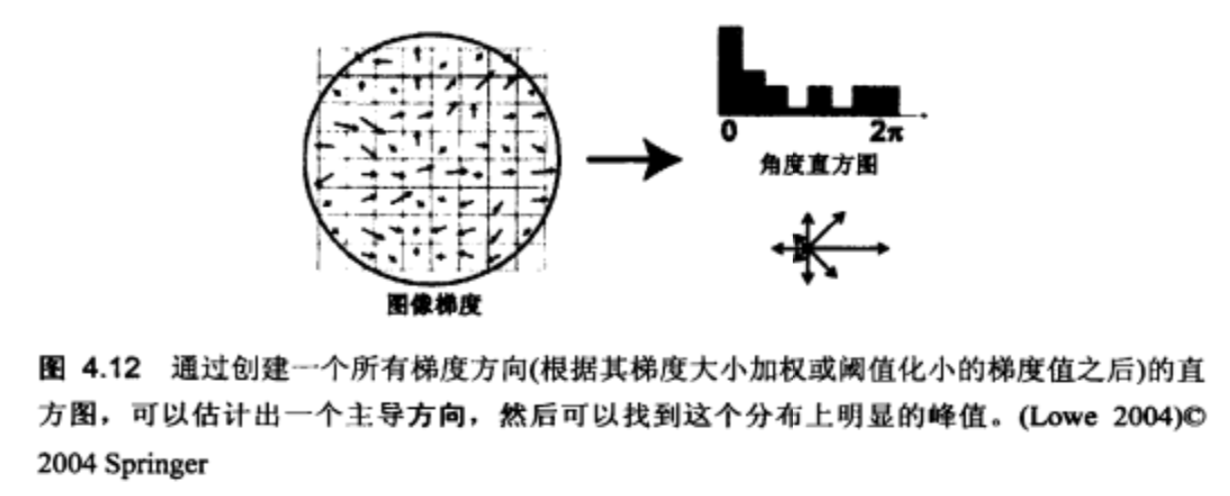 0 2π
角度直方图
图像梯度
图 4.12 通过创建一个所有梯度方向(根据其梯度大小加权或阈值化小的梯度值之后)的直
方图，可以估计出一个主导方向，然后可以找到这个分布上明显的峰值。(Lowe 2004)©
2004 Springer